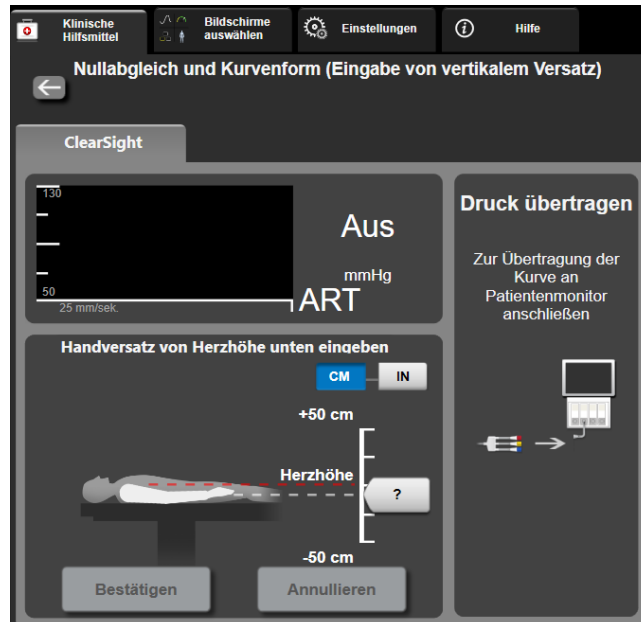 Klinische
Hilfsmittel
Bildschirme
auswählen
Einstellungen
Hilfe
Nullabgleich und Kurvenform (Eingabe von vertikalem Versatz)
ClearSight
130
50
25 mm/sek.
Aus
mmHg
ART
Druck übertragen
Zur Übertragung der
Kurve an
Patientenmonitor
anschließen
Handversatz von Herzhöhe unten eingeben
CM
IN
+50 cm
Herzhöhe
?
-50 cm
Bestätigen
Annullieren